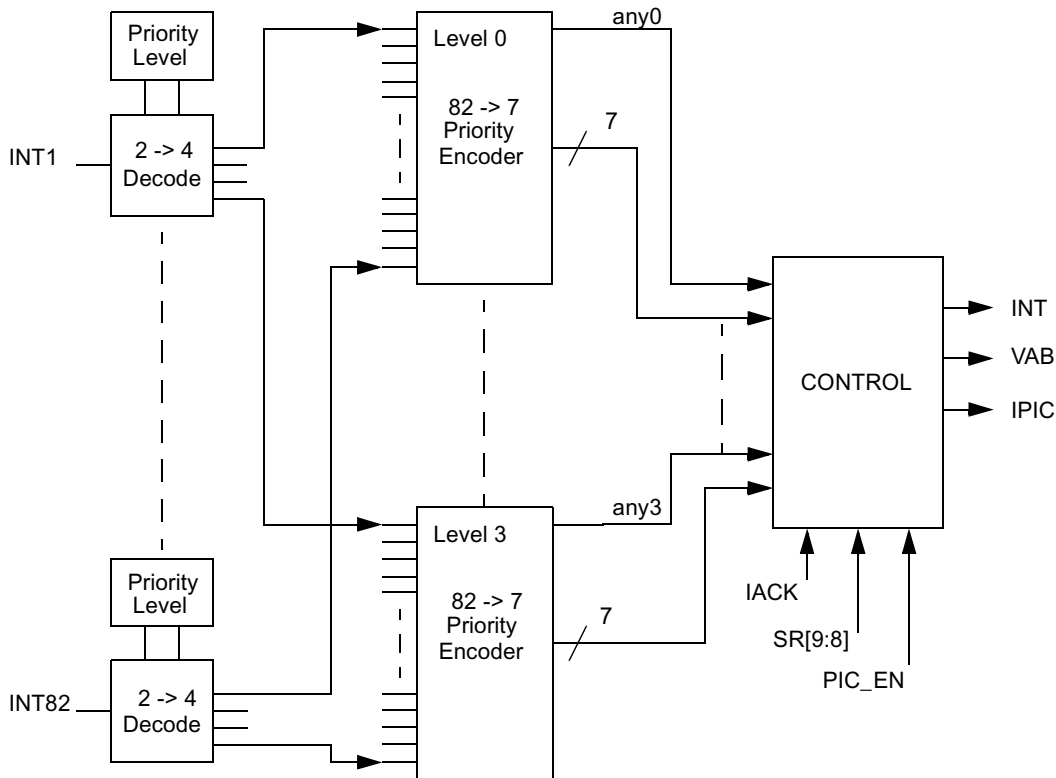 Priority
Level
any0
Level 0
82 -> 7
Priority
Encoder
7
INT1
2 -> 4
Decode
INT
VAB
IPIC
CONTROL
any3
Level 3
82 -> 7
Priority
Encoder
7
IACK
SR[9:8]
PIC_EN
Priority
Level
INT82
2 -> 4
Decode